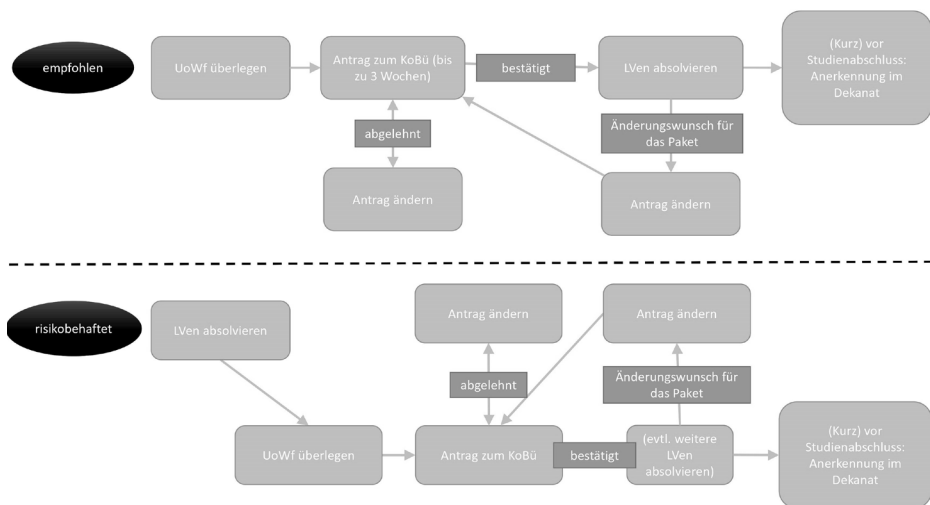 empfohlen
UoWf überlegen
Antrag zum KoBü (bis
zu 3 Wochen)
bestätigt
LVen absolvieren
(Kurz) vor
Studienabschluss:
Anerkennung im
Dekanat
abgelehnt
Änderungswunsch für
das Paket
Antrag ändern
Antrag ändern
risikobehaftet
LVen absolvieren
Antrag ändern
Antrag ändern
abgelehnt
Änderungswunsch für
das Paket
UoWf überlegen
Antrag zum KoBü
bestätigt
(evtl. weitere
LVen
absolvieren)
(Kurz) vor
Studienabschluss:
Anerkennung im
Dekanat